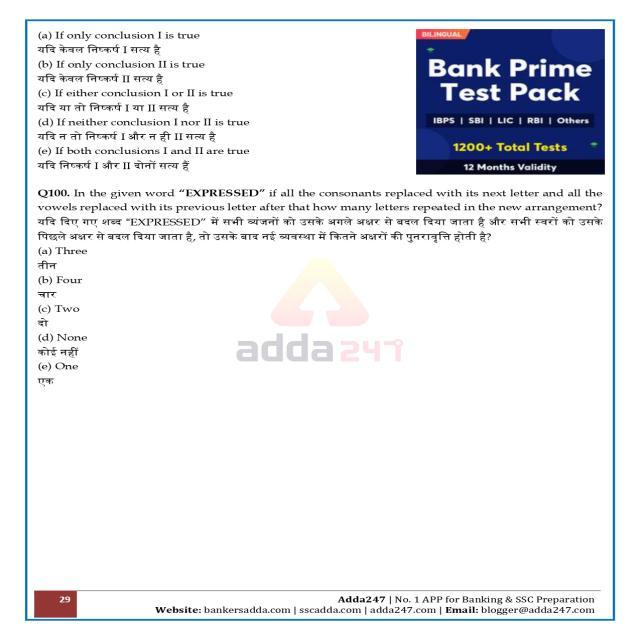 (a) If only conclusion I is true
यदि केवल निष्कर्ष I सत्य है
(b) If only conclusion II is true
यदि केवल निष्कर्ष II सत्य है
(c) If either conclusion I or II is true
यदि या तो निष्कर्ष I या II सत्य है
(d) If neither conclusion I nor II is true
यदि न तो निष्कर्ष I और न ही II सत्य है
(e) If both conclusions I and II are true
यदि निष्कर्ष I और II दोनों सत्य हैं
BILINGUAL
Bank Prime
Test Pack
IBPS | SBI | LIC | RBI | Others
1200+ Total Tests
12 Months Validity
Q100. In the given word “EXPRESSED” if all the consonants replaced with its next letter and all the
vowels replaced with its previous letter after that how many letters repeated in the new arrangement?
यदि दिए गए शब्द “EXPRESSED” में सभी व्यंजनों को उसके अगले अक्षर से बदल दिया जाता है और सभी स्वरों को उसके
पिछले अक्षर से बदल दिया जाता है, तो उसके बाद नई व्यवस्था में कितने अक्षरों की पुनरावृत्ति होती है?
(a) Three
तीन
(b) Four
चार
(c) Two
दो
(d) None
कोई नहीं
(e) One
एक
adda247
29
Adda247 | No. 1 APP for Banking & SSC Preparation
Website: bankersadda.com | sscadda.com | adda247.com | Email: blogger@adda247.com